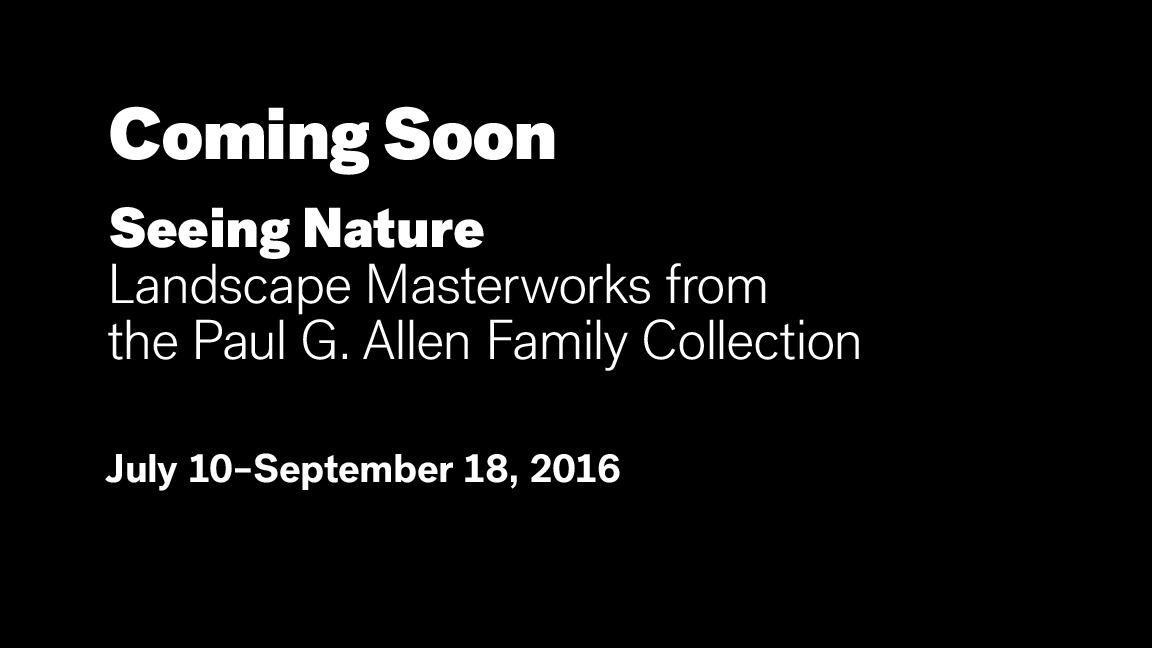 Coming Soon
Seeing Nature
Landscape Masterworks from
the Paul G. Allen Family Collection
July 10–September 18, 2016